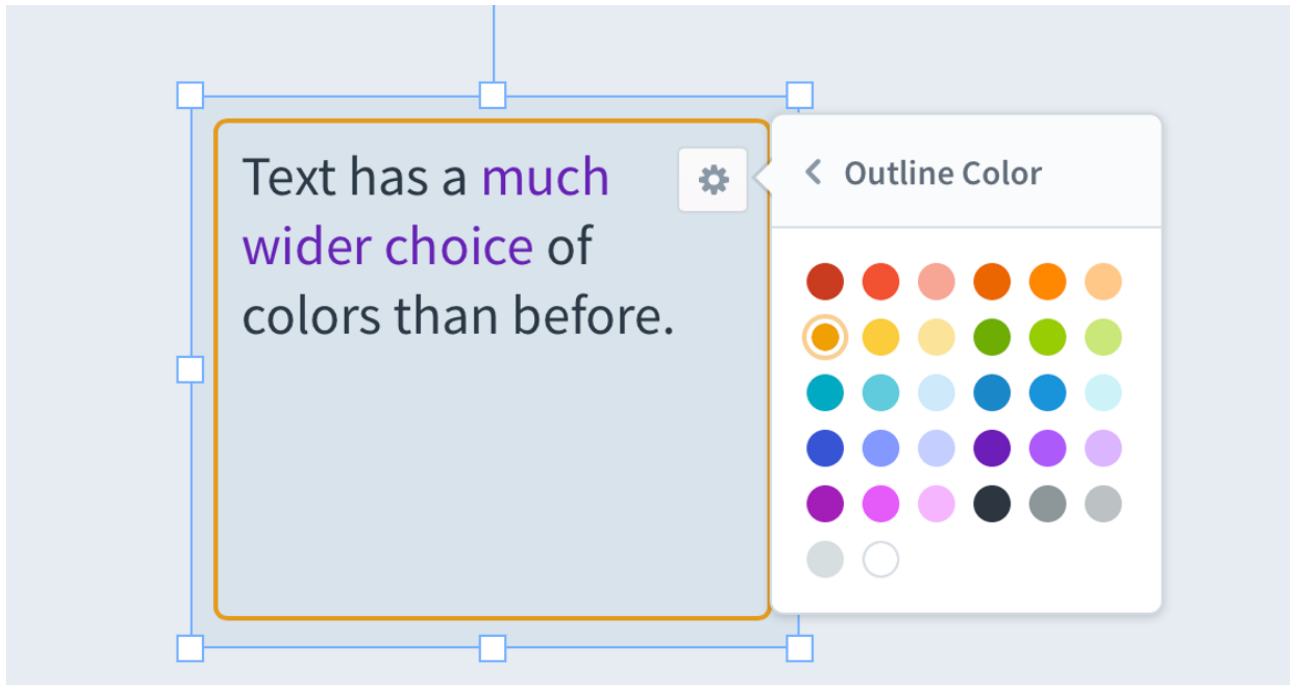 Text has a much
wider choice of
colors than before.
Outline Color